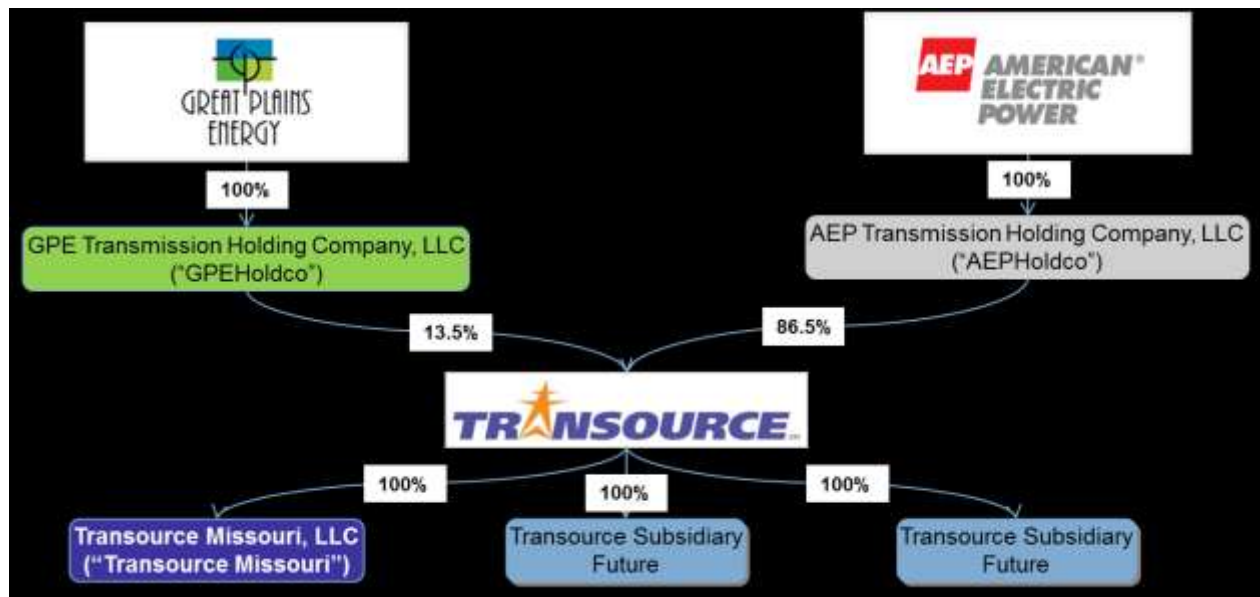 GREAT PLAINS
ENERGY
AEP AMERICAN®
ELECTRIC
POWER
100%
100%
GPE Transmission Holding Company, LLC
("GPEHoldco")
AEP Transmission Holding Company, LLC
("AEPHoldco")
13.5%
86.5%
TRANSOURCE
100%
100%
100%
Transource Missouri, LLC
(“Transource Missouri”)
Transource Subsidiary
Future
Transource Subsidiary
Future